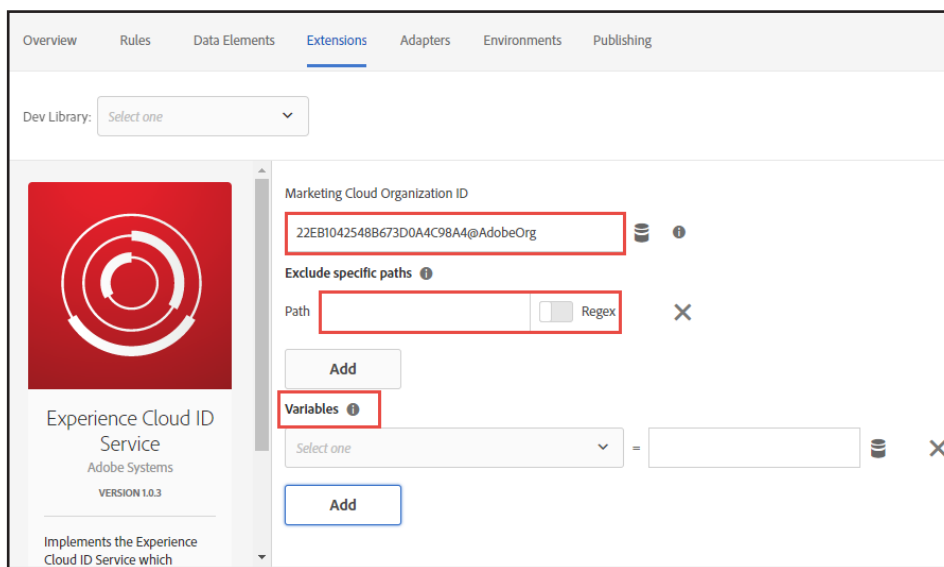 Overview Rules Data Elements Extensions Adapters Environments Publishing
Dev Library: Select one
Marketing Cloud Organization ID
22EB1042548B673D0A4C98A4@AdobeOrg
Exclude specific paths
Path Regex
Add
Variables
Select one =
Add
Experience Cloud ID
Service
Adobe Systems
VERSION 1.0.3
Implements the Experience
Cloud ID Service which